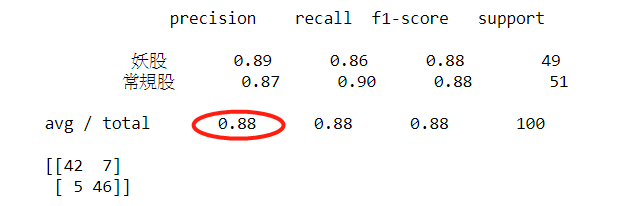 precision recall f1-score support
妖股 0.89 0.86 0.88 49
常規股 0.87 0.90 0.88 51
avg / total 0.88 0.88 0.88 100
[[42 7]
[ 5 46]]